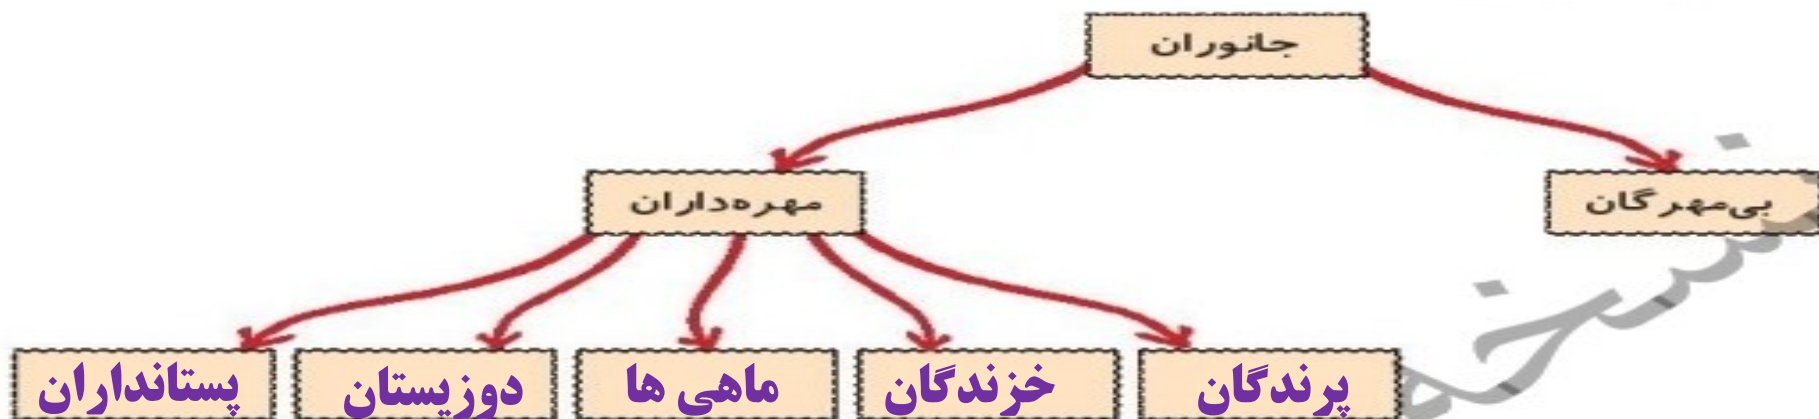 جانوران
بی‌مهرگان
مهره‌داران
پرندگان
خزندگان
ماهی ها
دوزیستان
پستانداران